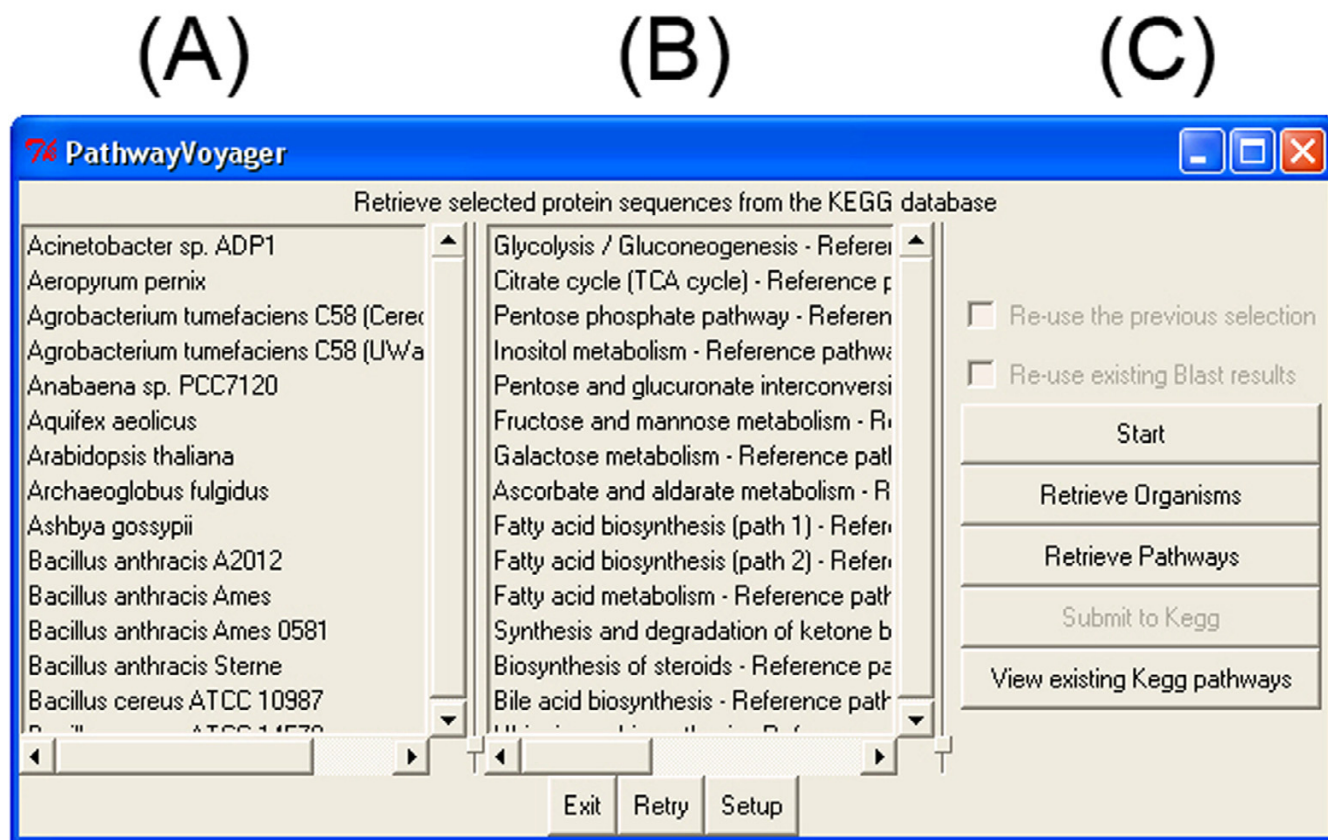 (A) (B) (C)
PathwayVoyager
Retrieve selected protein sequences from the KEGG database
Acinetobacter sp. ADP1
Aeropyrum pernix
Agrobacterium tumefaciens C58 (Cereo
Agrobacterium tumefaciens C58 (UWa
Anabaena sp. PCC7120
Aquifex aeolicus
Arabidopsis thaliana
Archaeoglobus fulgidus
Ashbya gossypii
Bacillus anthracis A2012
Bacillus anthracis Ames
Bacillus anthracis Ames 0581
Bacillus anthracis Sterne
Bacillus cereus ATCC 10987
Glycolysis / Gluconeogenesis - Referer
Citrate cycle (TCA cycle) - Reference p
Pentose phosphate pathway - Referen
Inositol metabolism - Reference pathwa
Pentose and glucuronate interconversi
Fructose and mannose metabolism - R
Galactose metabolism - Reference path
Ascorbate and aldarate metabolism - R
Fatty acid biosynthesis (path 1) - Refer
Fatty acid biosynthesis (path 2) - Refer
Fatty acid metabolism - Reference path
Synthesis and degradation of ketone b
Biosynthesis of steroids - Reference pa
Bile acid biosynthesis - Reference path
Re-use the previous selection
Re-use existing Blast results
Start
Retrieve Organisms
Retrieve Pathways
Submit to Kegg
View existing Kegg pathways
Exit Retry Setup